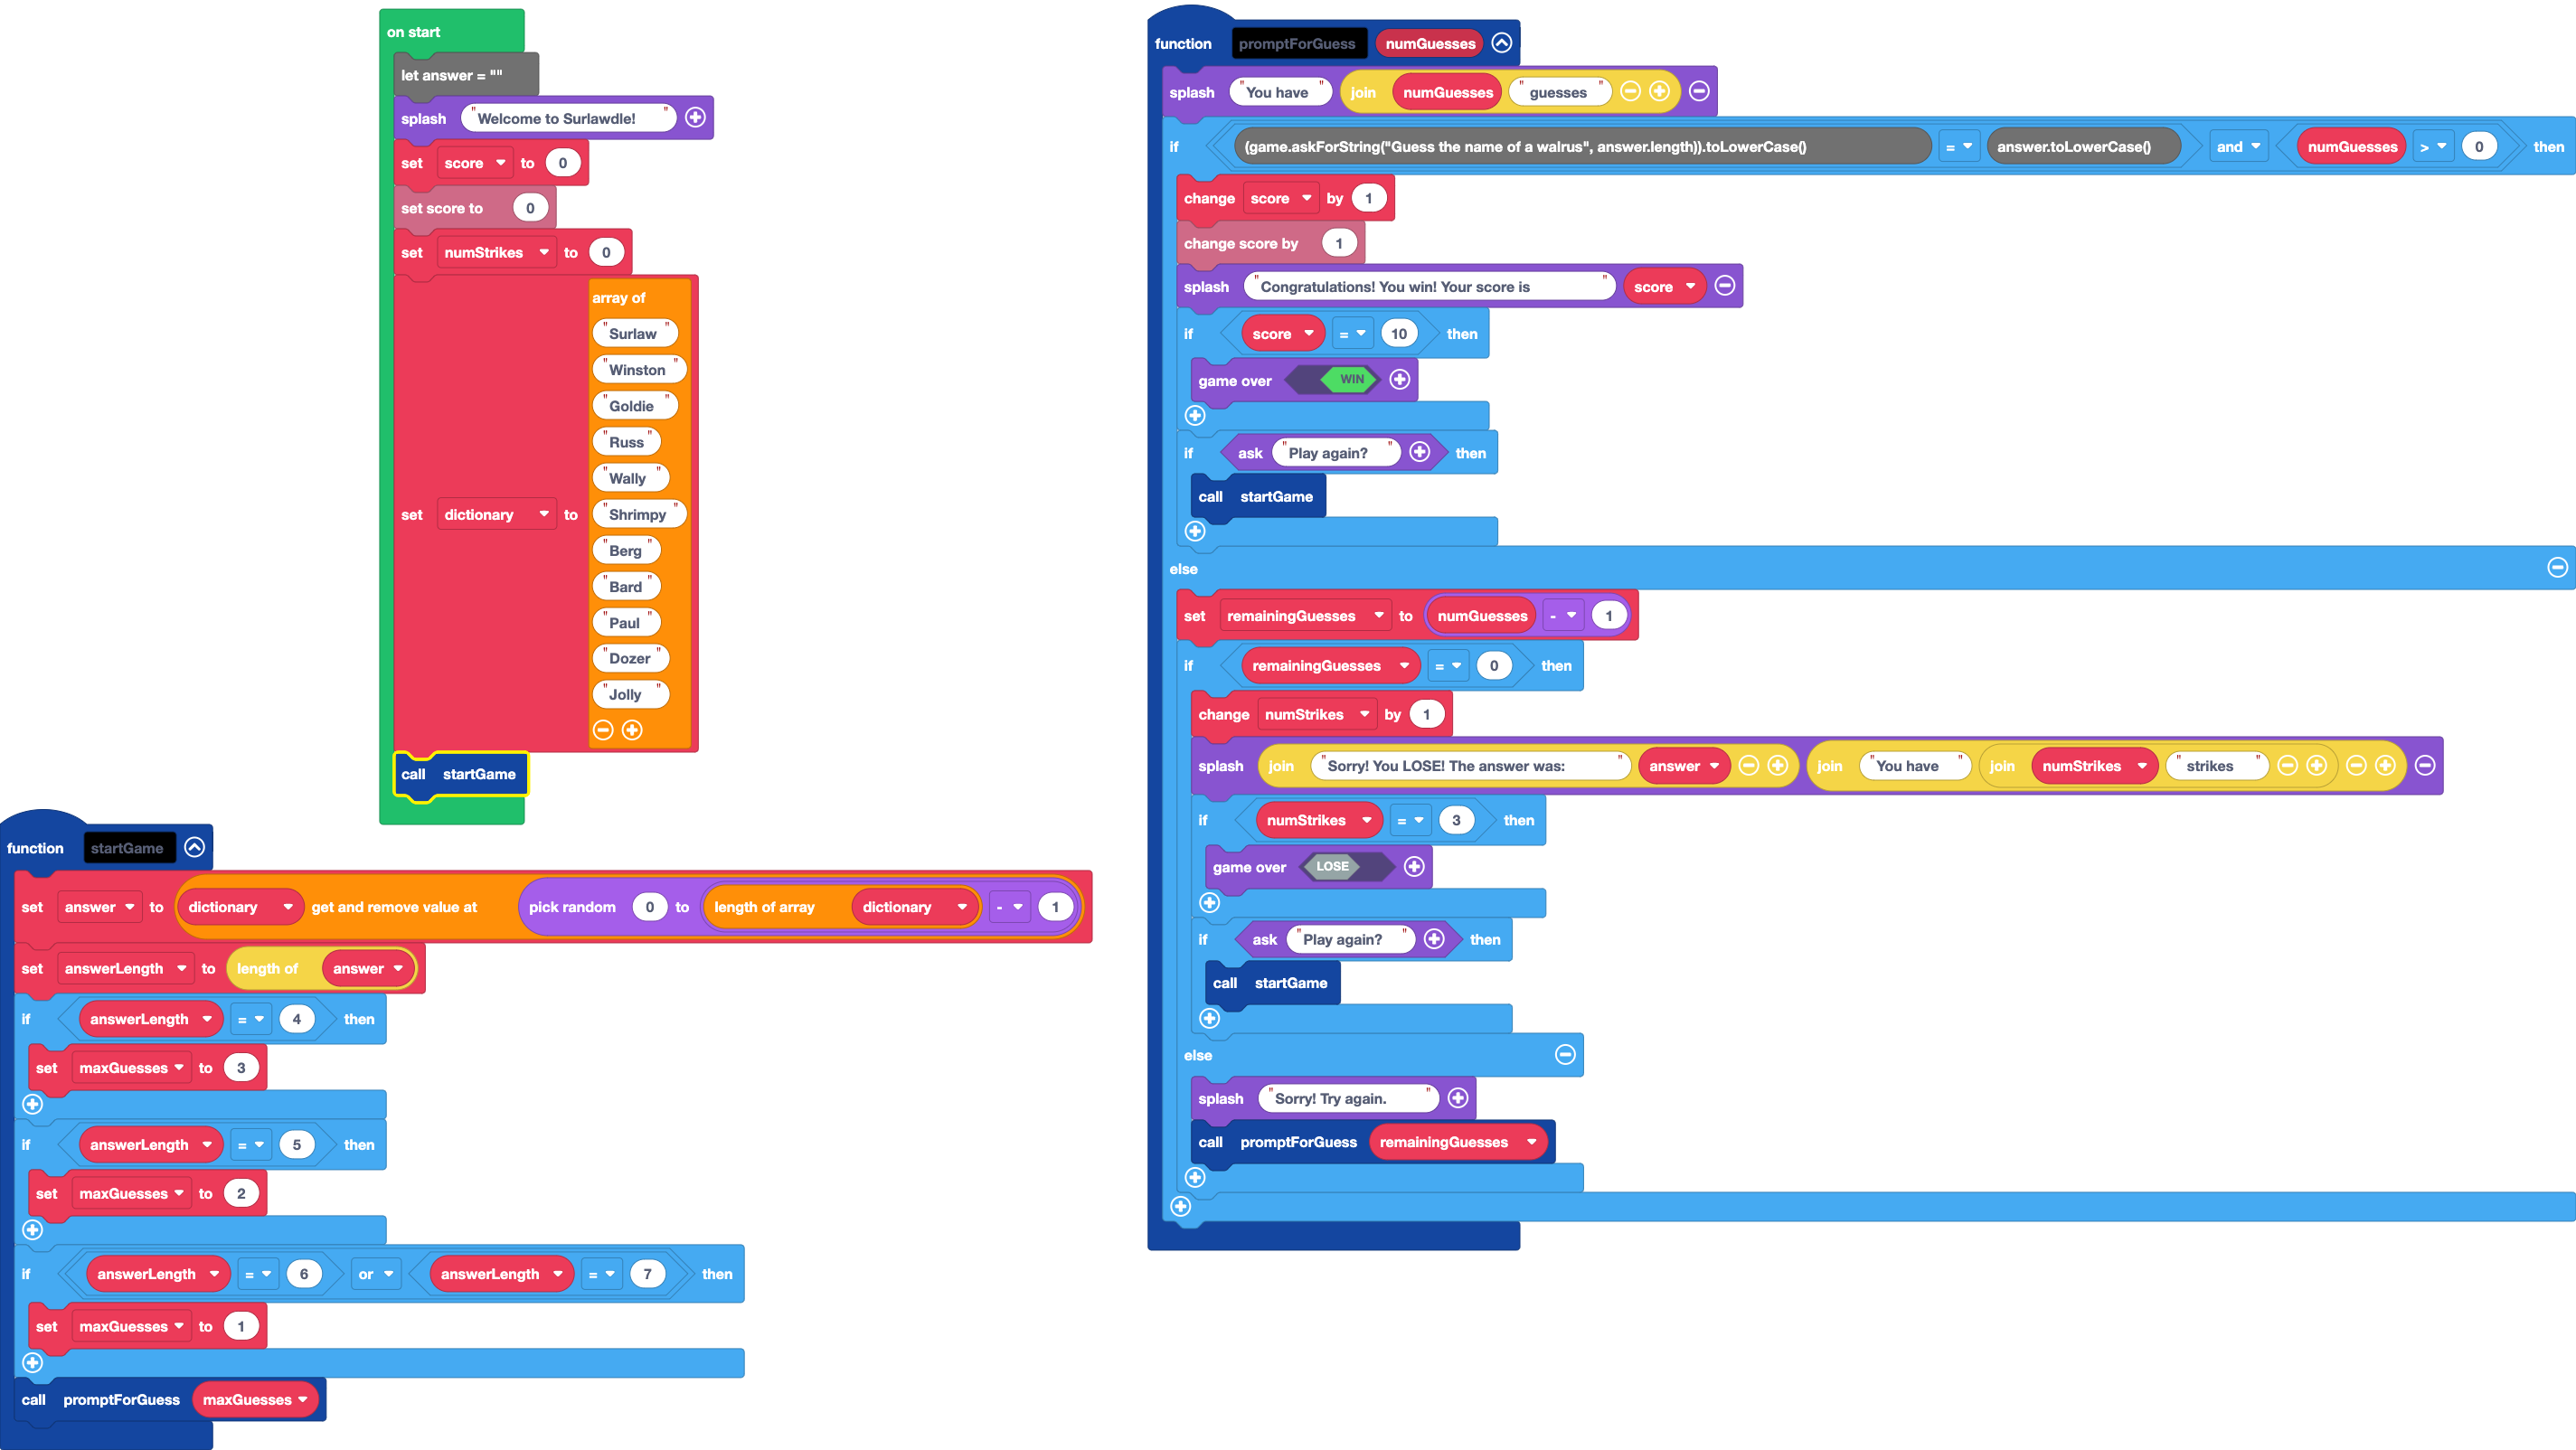 on start
let answer = ""
splash " Welcome to Surlawdle! "
set score to 0
set score to 0
set numStrikes to 0
set dictionary to array of
"Surlaw"
"Winston"
"Goldie"
"Russ"
"Wally"
"Shrimpy"
"Berg"
"Bard"
"Paul"
"Dozer"
"Jolly"
call startGame
function startGame
set answer to dictionary get and remove value at pick random 0 to length of array dictionary - 1
set answerLength to length of answer
if answerLength = 4 then
set maxGuesses to 3
if answerLength = 5 then
set maxGuesses to 2
if answerLength = 6 or answerLength = 7 then
set maxGuesses to 1
call promptForGuess maxGuesses
function promptForGuess numGuesses
splash "You have " join numGuesses " guesses"
if (game.askForString("Guess the name of a walrus", answer.length)).toLowerCase() = answer.toLowerCase() and numGuesses > 0 then
change score by 1
change score by 1
splash "Congratulations! You win! Your score is " score
if score = 10 then
game over WIN
if ask "Play again?" then
call startGame
else
set remainingGuesses to numGuesses - 1
if remainingGuesses = 0 then
change numStrikes by 1
splash join "Sorry! You LOSE! The answer was: " answer join "You have " join numStrikes " strikes"
if numStrikes = 3 then
game over LOSE
if ask "Play again?" then
call startGame
else
splash "Sorry! Try again."
call promptForGuess remainingGuesses